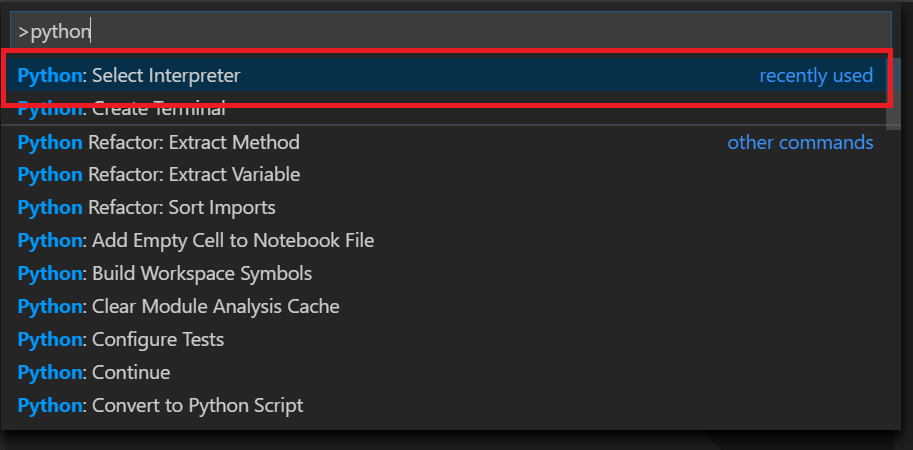 >python
Python: Select Interpreter recently used
Python: Create Terminal
Python Refactor: Extract Method other commands
Python Refactor: Extract Variable
Python Refactor: Sort Imports
Python: Add Empty Cell to Notebook File
Python: Build Workspace Symbols
Python: Clear Module Analysis Cache
Python: Configure Tests
Python: Continue
Python: Convert to Python Script